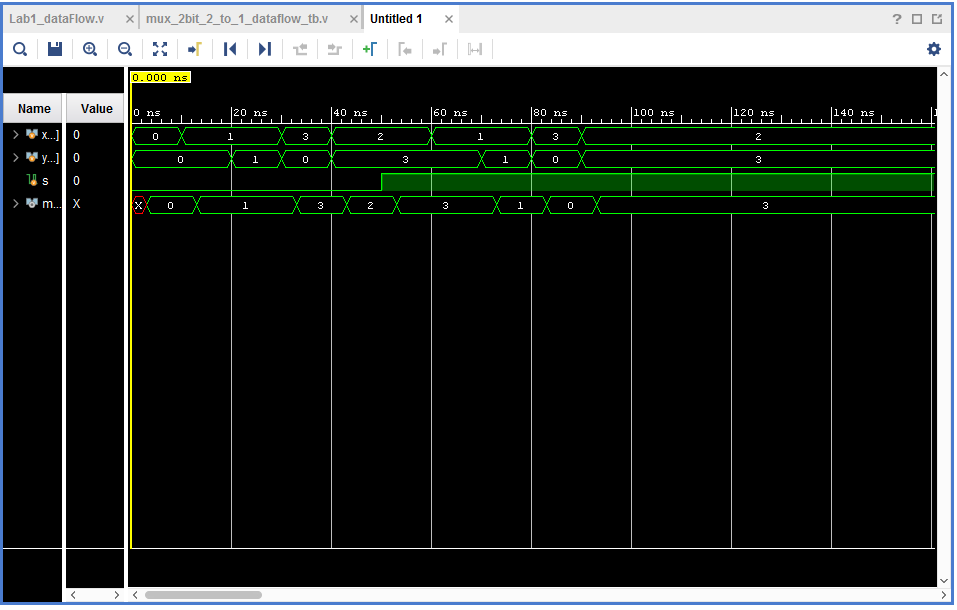 Lab1_dataFlow.v × mux_2bit_2_to_1_dataflow_tb.v × Untitled 1 × ?
0.000 ns
Name Value
0 ns 20 ns 40 ns 60 ns 80 ns 100 ns 120 ns 140 ns 1
x...] 0 0 1 3 2 1 3 2
y...] 0 0 1 0 3 1 0 3
s 0
m... X X 0 1 3 2 3 1 0 3